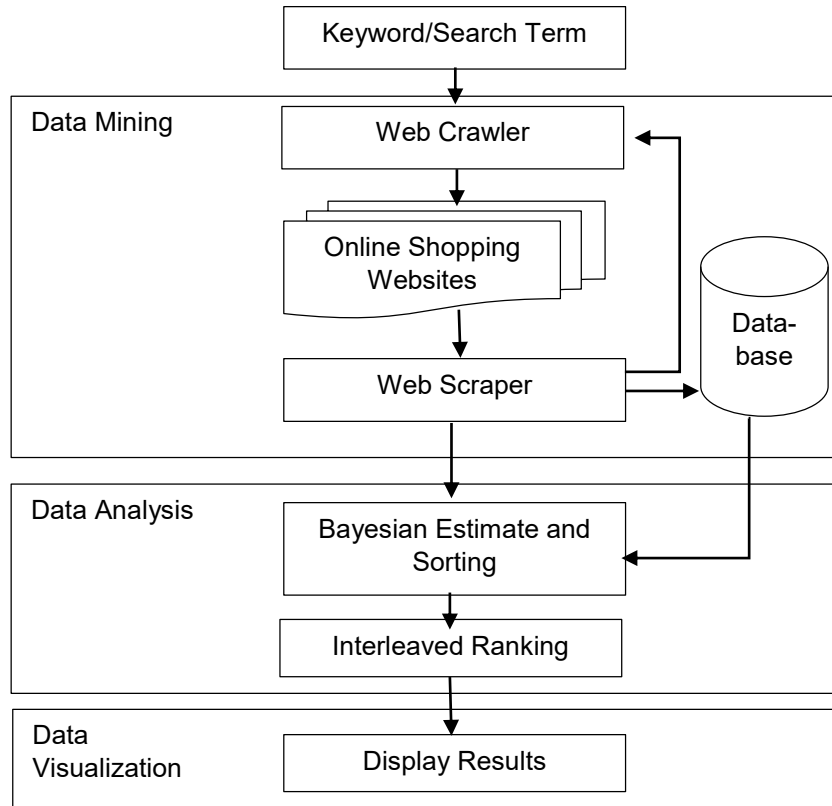 Keyword/Search Term
Data Mining
Web Crawler
Online Shopping
Websites
Data-
base
Web Scraper
Data Analysis
Bayesian Estimate and
Sorting
Interleaved Ranking
Data
Visualization
Display Results